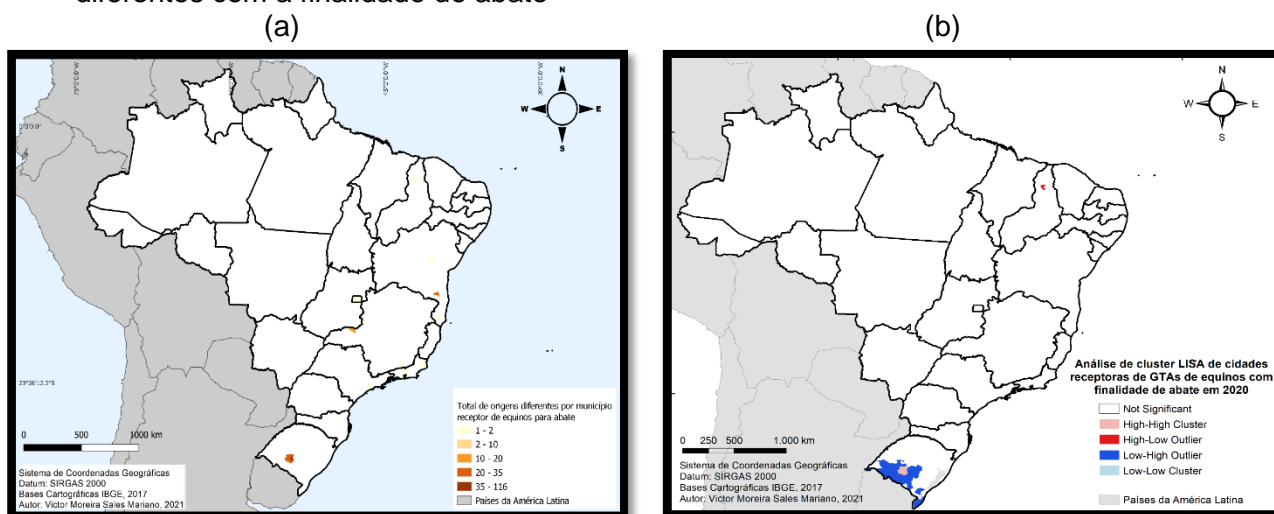 diferentes com a finalidade de abate
(a)
(b)
N
W
E
S
0 500 1000 km
Sistema de Coordenadas Geográficas
Datum: SIRGAS 2000
Bases Cartográficas IBGE, 2017
Autor: Victor Moreira Sales Mariano, 2021
Total de origens diferentes por município
receptor de equinos para abate
1 - 2
2 - 10
10 - 20
20 - 35
35 - 116
Países da América Latina
N
W
E
S
0 250 500 1.000 km
Sistema de Coordenadas Geográficas
Datum: SIRGAS 2000
Bases Cartográficas IBGE, 2017
Autor: Victor Moreira Sales Mariano, 2021
Análise de cluster LISA de cidades
receptoras de GTAs de equinos com
finalidade de abate em 2020
Not Significant
High-High Cluster
High-Low Outlier
Low-High Outlier
Low-Low Cluster
Países da América Latina